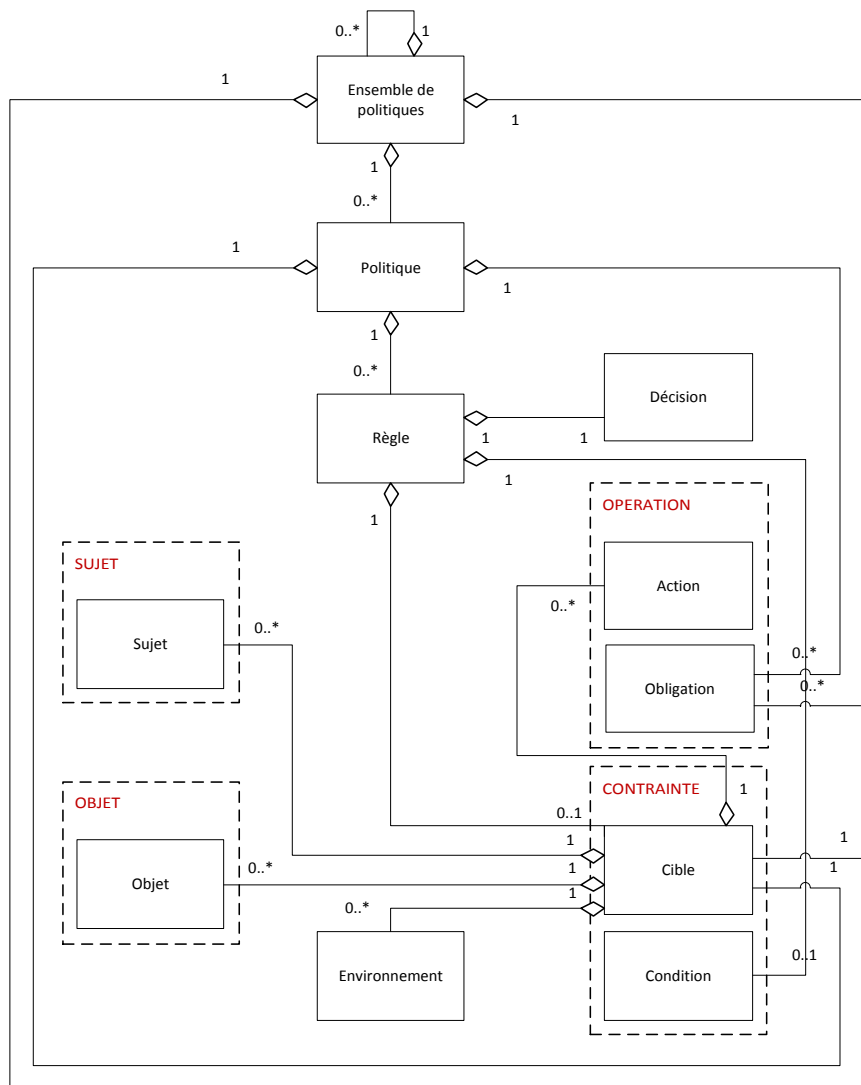 0..*
1
1
Ensemble de
politiques
1
1
0..*
1
Politique
1
1
0..*
Décision
Règle
1
1
1
1
OPERATION
SUJET
Action
0..*
Sujet
0..*
0..*
Obligation
0..*
CONTRAINTE
OBJET
1
0..1
1
1
Cible
1
1
Objet
0..*
1
0..*
Environnement
Condition
0..1